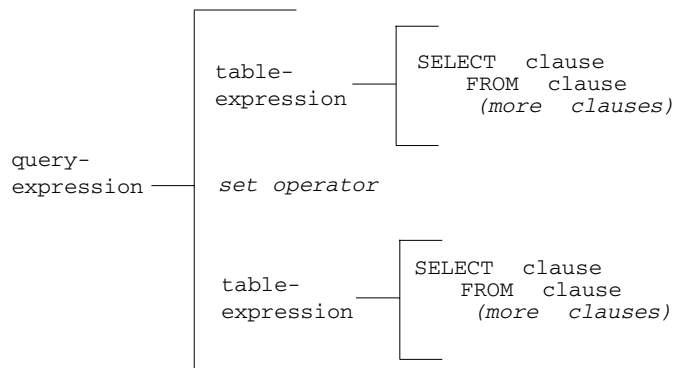 SELECT clause
table-
FROM clause
expression
(more clauses)
query-
expression
set operator
SELECT clause
table-
FROM clause
expression
(more clauses)